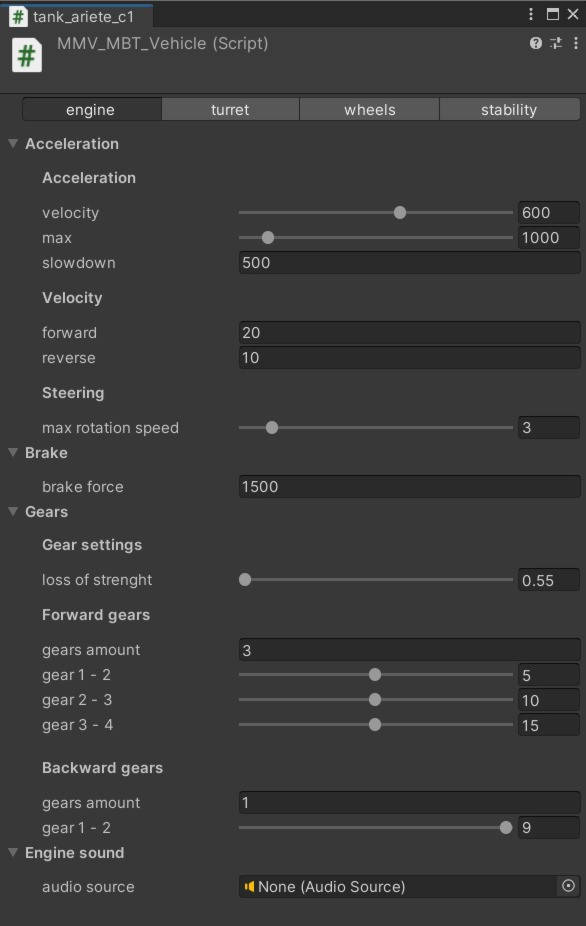 tank_ariete_c1
MMV_MBT_Vehicle (Script)
engine turret wheels stability
Acceleration
Acceleration
velocity 600
max 1000
slowdown 500
Velocity
forward 20
reverse 10
Steering
max rotation speed 3
Brake
brake force 1500
Gears
Gear settings
loss of strenght 0.55
Forward gears
gears amount 3
gear 1 - 2 5
gear 2 - 3 10
gear 3 - 4 15
Backward gears
gears amount 1
gear 1 - 2 9
Engine sound
audio source None (Audio Source)